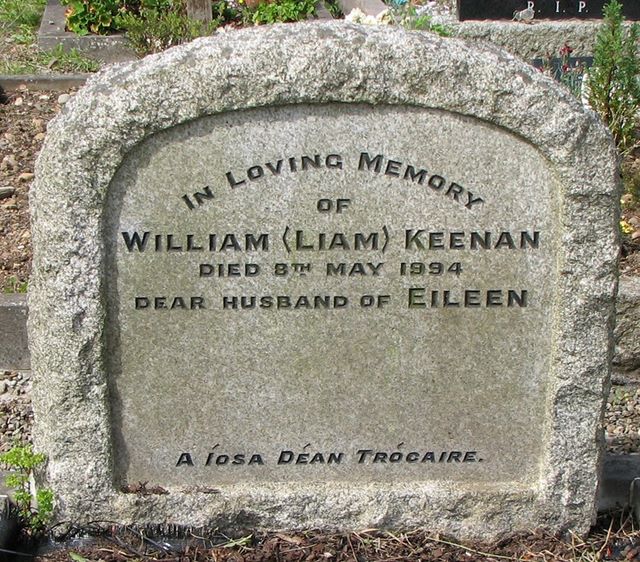 R.I.P
IN LOVING MEMORY
OF
WILLIAM (LIAM) KEENAN
DIED 8TH MAY 1994
DEAR HUSBAND OF EILEEN
A ÍOSA DÉAN TRÓCAIRE.